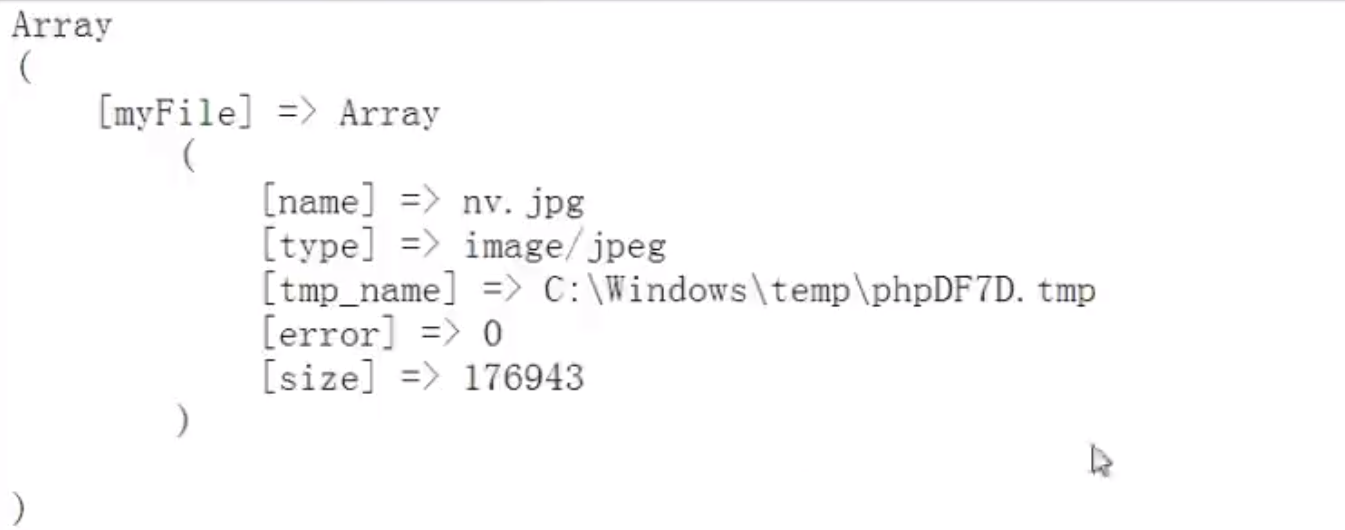 Array
(
    [myFile] => Array
        (
            [name] => nv.jpg
            [type] => image/jpeg
            [tmp_name] => C:\Windows\temp\phpDF7D.tmp
            [error] => 0
            [size] => 176943
        )
)